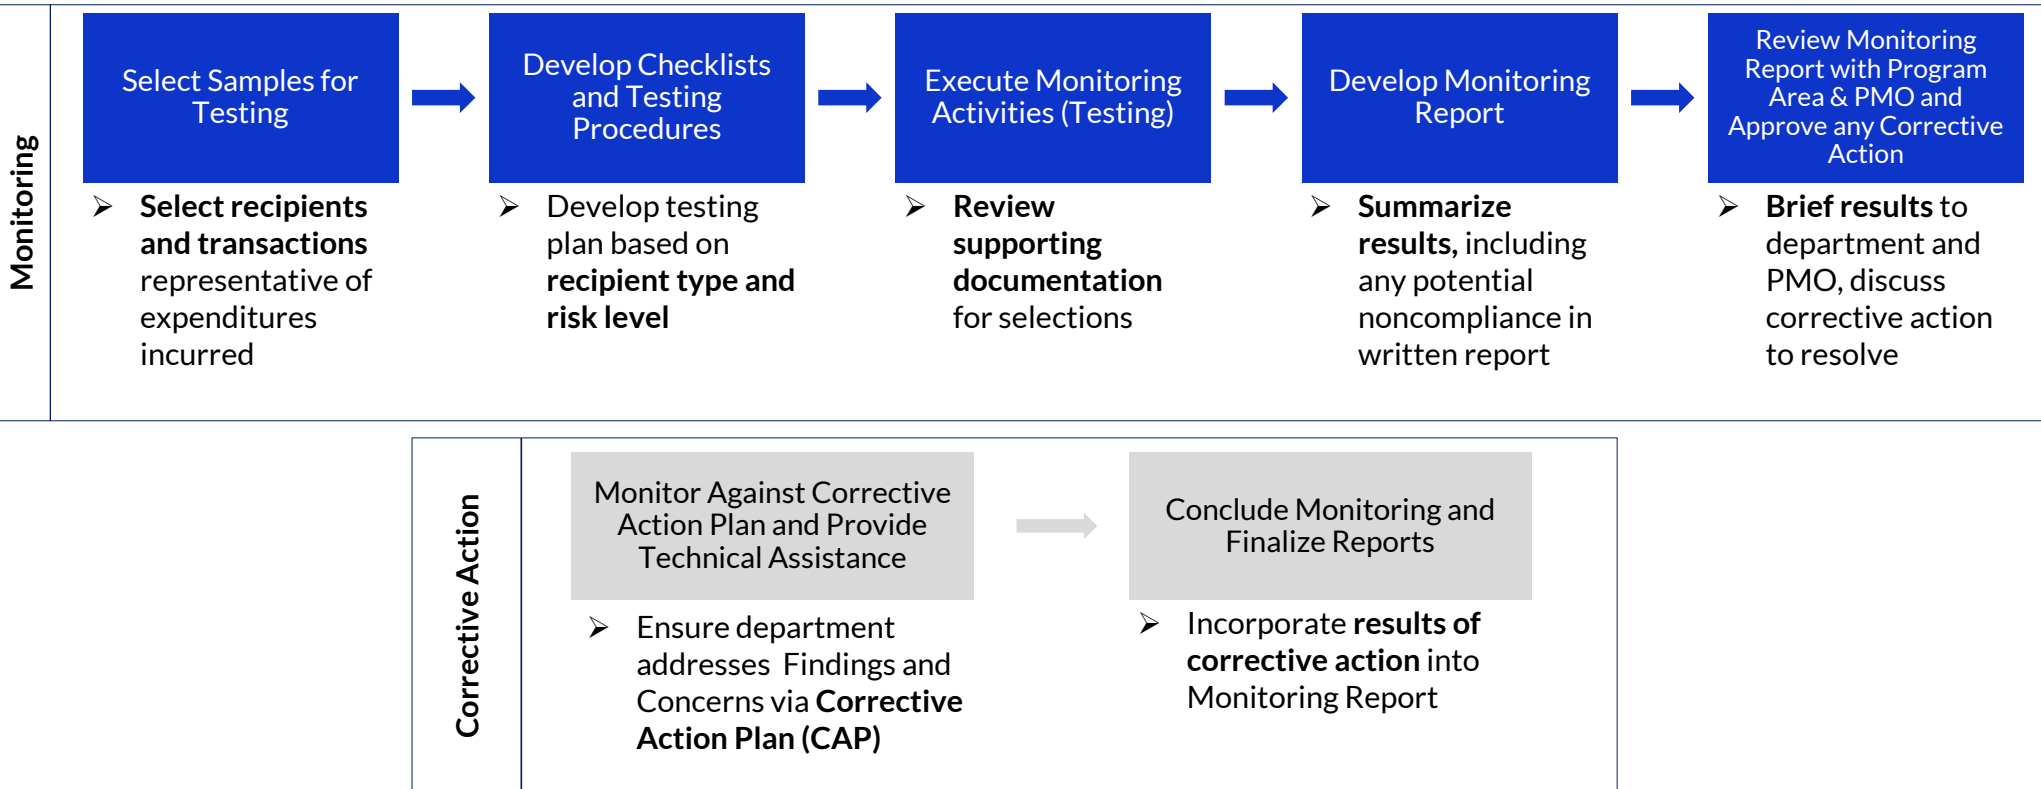 Monitoring
Select Samples for
Testing
Develop Checklists
and Testing
Procedures
Execute Monitoring
Activities (Testing)
Develop Monitoring
Report
Review Monitoring
Report with Program
Area & PMO and
Approve any Corrective
Action
➢ Select recipients
and transactions
representative of
expenditures
incurred
➢ Develop testing
plan based on
recipient type and
risk level
➢ Review
supporting
documentation
for selections
➢ Summarize
results, including
any potential
noncompliance in
written report
➢ Brief results to
department and
PMO, discuss
corrective action
to resolve
Corrective Action
Monitor Against Corrective
Action Plan and Provide
Technical Assistance
Conclude Monitoring and
Finalize Reports
➢ Ensure department
addresses  Findings and
Concerns via Corrective
Action Plan (CAP)
➢ Incorporate results of
corrective action into
Monitoring Report